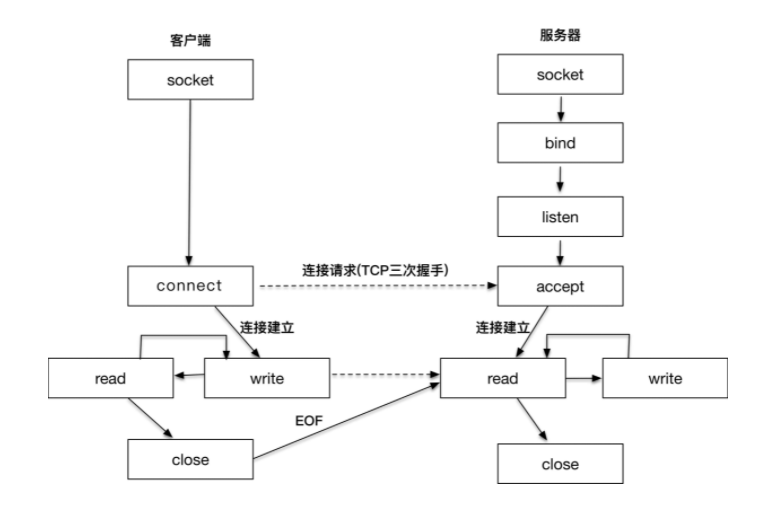 客户端
服务器
socket
socket
bind
listen
连接请求(TCP三次握手)
connect
accept
连接建立
连接建立
read
write
read
write
EOF
close
close